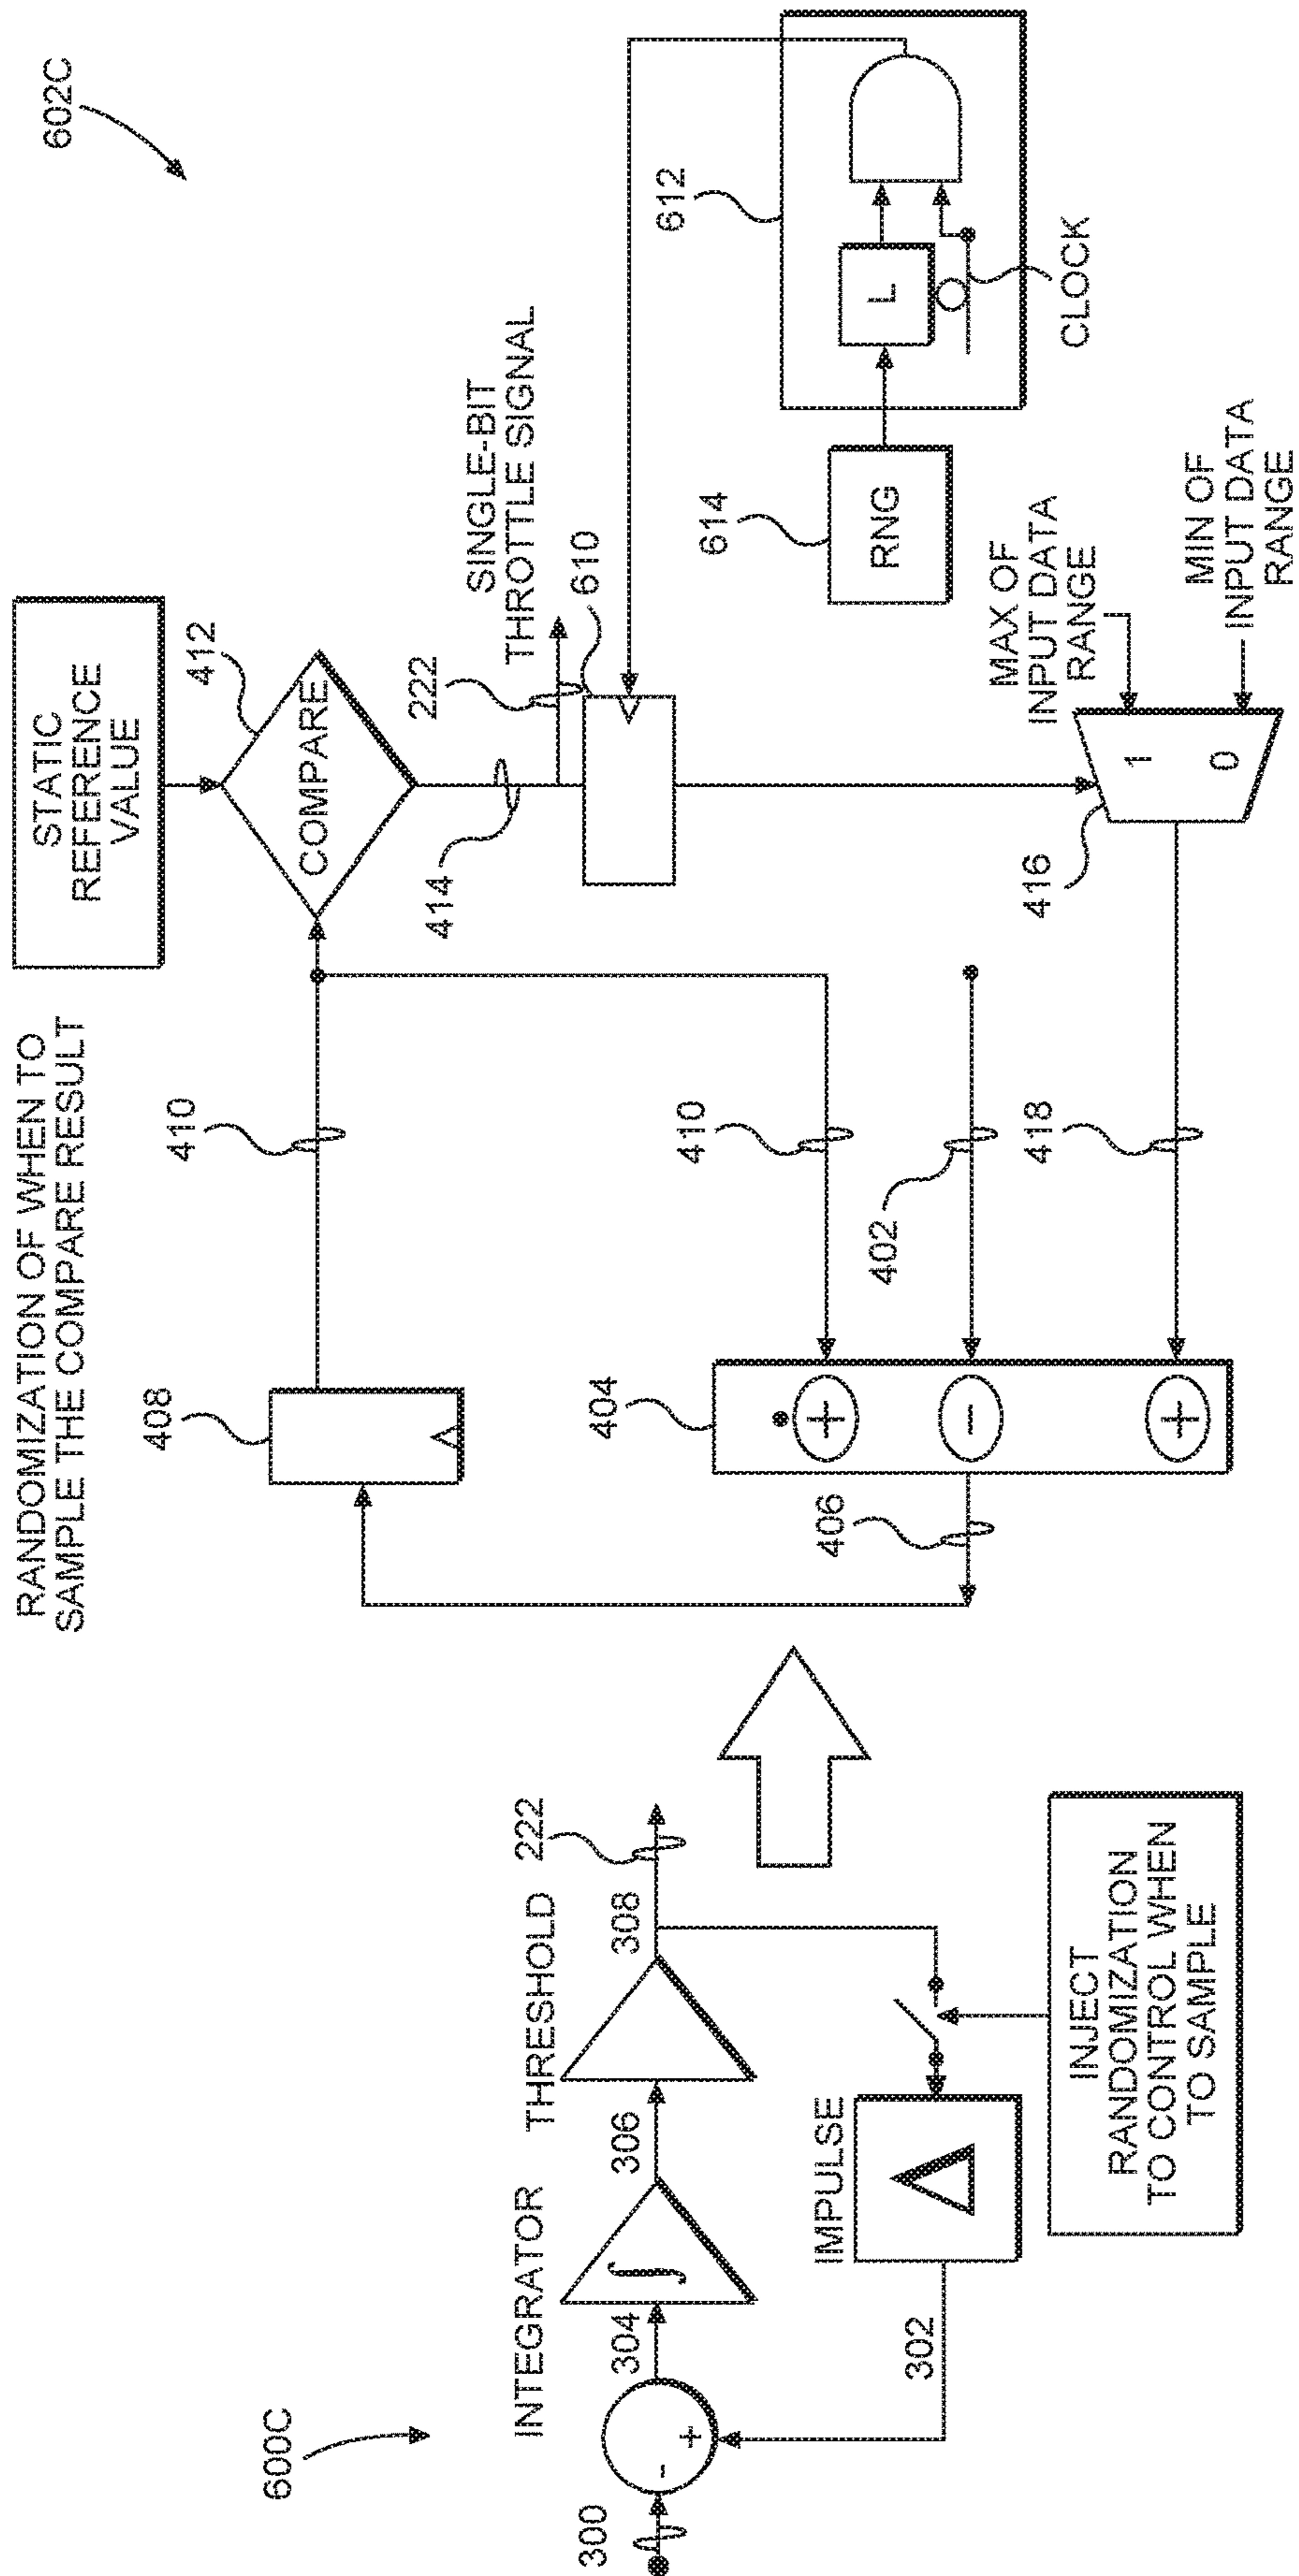 602C
RANDOMIZATION OF WHEN TO
SAMPLE THE COMPARE RESULT
STATIC
REFERENCE
VALUE
408
410
412
COMPARE
414
222
SINGLE-BIT
THROTTLE SIGNAL
610
612
L
CLOCK
614
RNG
404
+
−
+
406
410
402
418
416
1
0
MAX OF
INPUT DATA
RANGE
MIN OF
INPUT DATA
RANGE
600C
300
-
+
304
INTEGRATOR
∫
306
THRESHOLD
308
222
302
IMPULSE
Δ
INJECT
RANDOMIZATION
TO CONTROL WHEN
TO SAMPLE